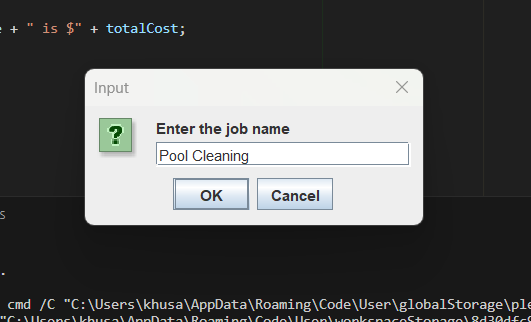 + " is $" + totalCost;
Input
?
Enter the job name
Pool Cleaning
OK Cancel
s
.
cmd /C "C:\Users\khusa\AppData\Roaming\Code\User\globalStorage\ple
"C:\Users\khusa\AppData\Roaming\Code\User\workspaceStorage\8d30df